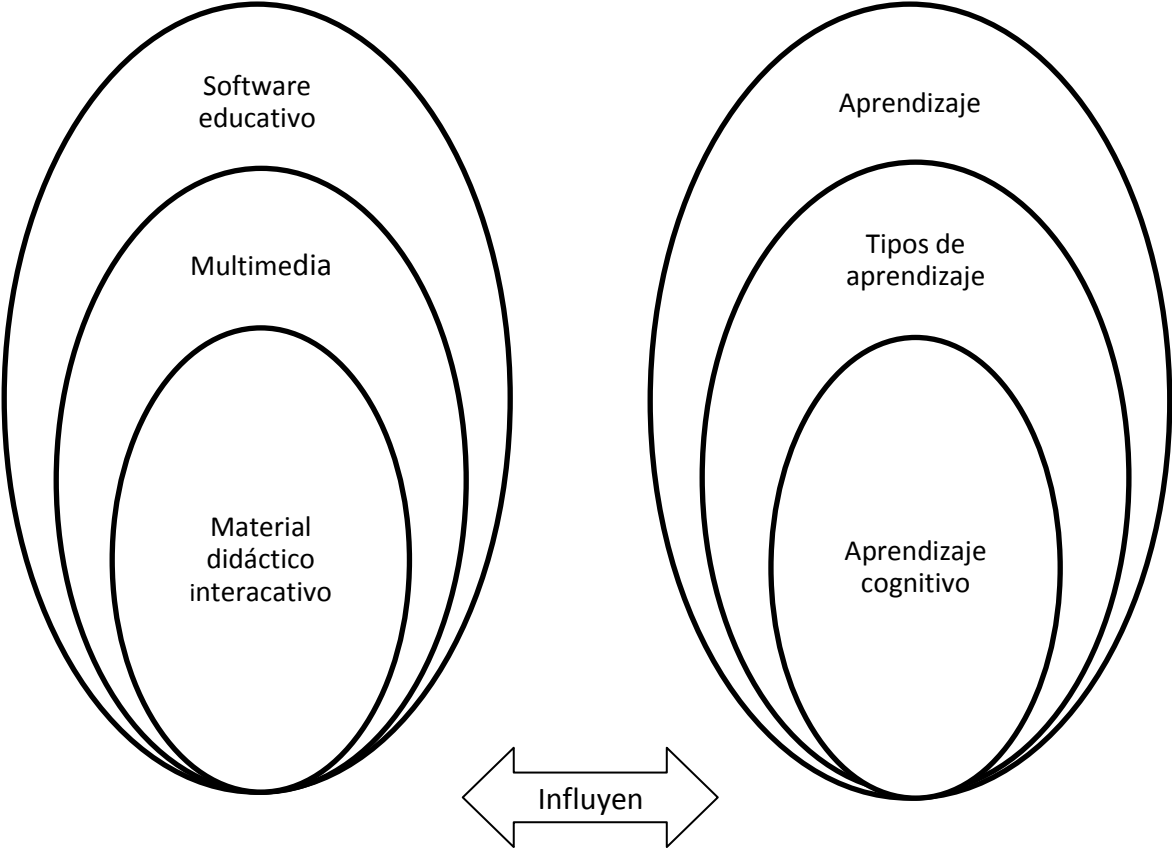 Software
educativo
Multimedia
Material
didáctico
interacativo
Aprendizaje
Tipos de
aprendizaje
Aprendizaje
cognitivo
Influyen